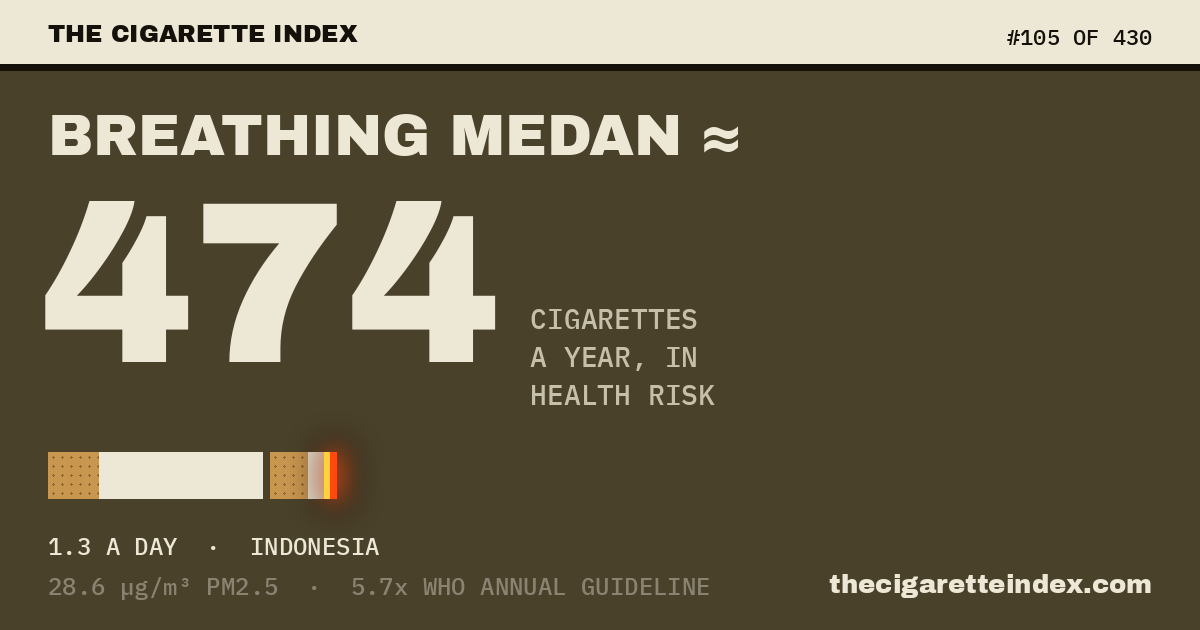 THE CIGARETTE INDEX
#105 OF 430
BREATHING MEDAN ≈
474
CIGARETTES
A YEAR, IN
HEALTH RISK
1.3 A DAY · INDONESIA
28.6 µg/m³ PM2.5 · 5.7x WHO ANNUAL GUIDELINE
thecigaretteindex.com